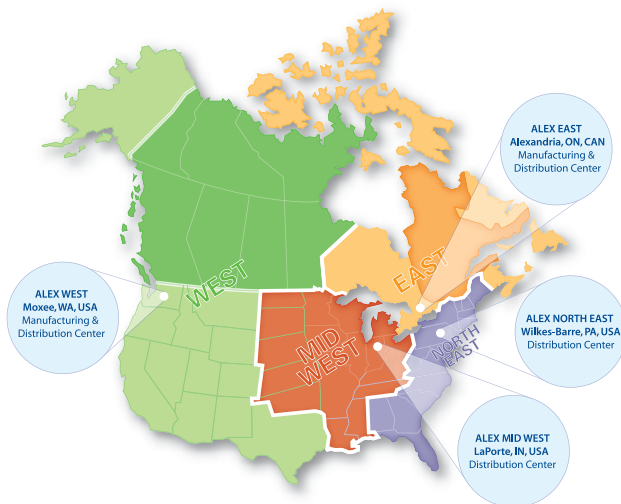 ALEX EAST
Alexandria, ON, CAN
Manufacturing &
Distribution Center
WEST
EAST
ALEX WEST
Moxee, WA, USA
Manufacturing &
Distribution Center
MID
WEST
NORTH
EAST
ALEX NORTH EAST
Wilkes-Barre, PA, USA
Distribution Center
ALEX MID WEST
LaPorte, IN, USA
Distribution Center